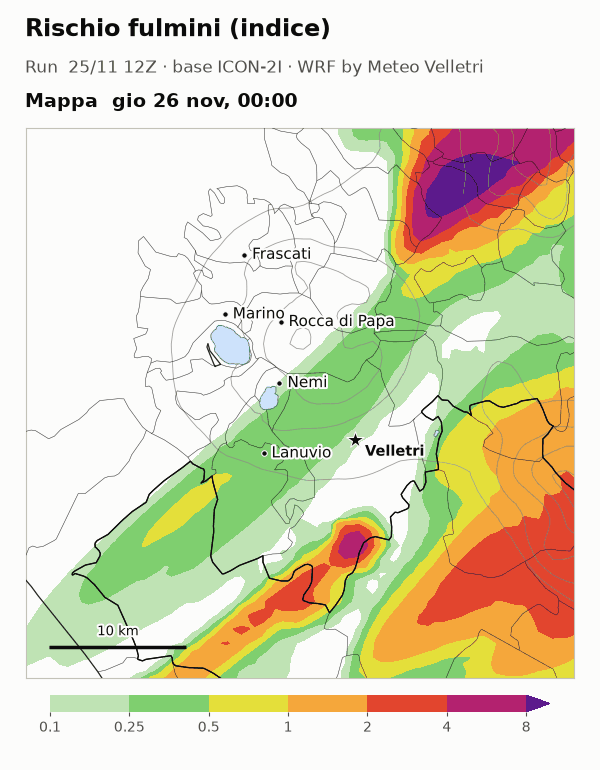 Rischio fulmini (indice)
Run  25/11 12Z · base ICON-2I · WRF by Meteo Velletri
Mappa  gio 26 nov, 00:00
Frascati
Marino
Rocca di Papa
Nemi
Velletri
Lanuvio
10 km
0.1 0.25 0.5 1 2 4 8